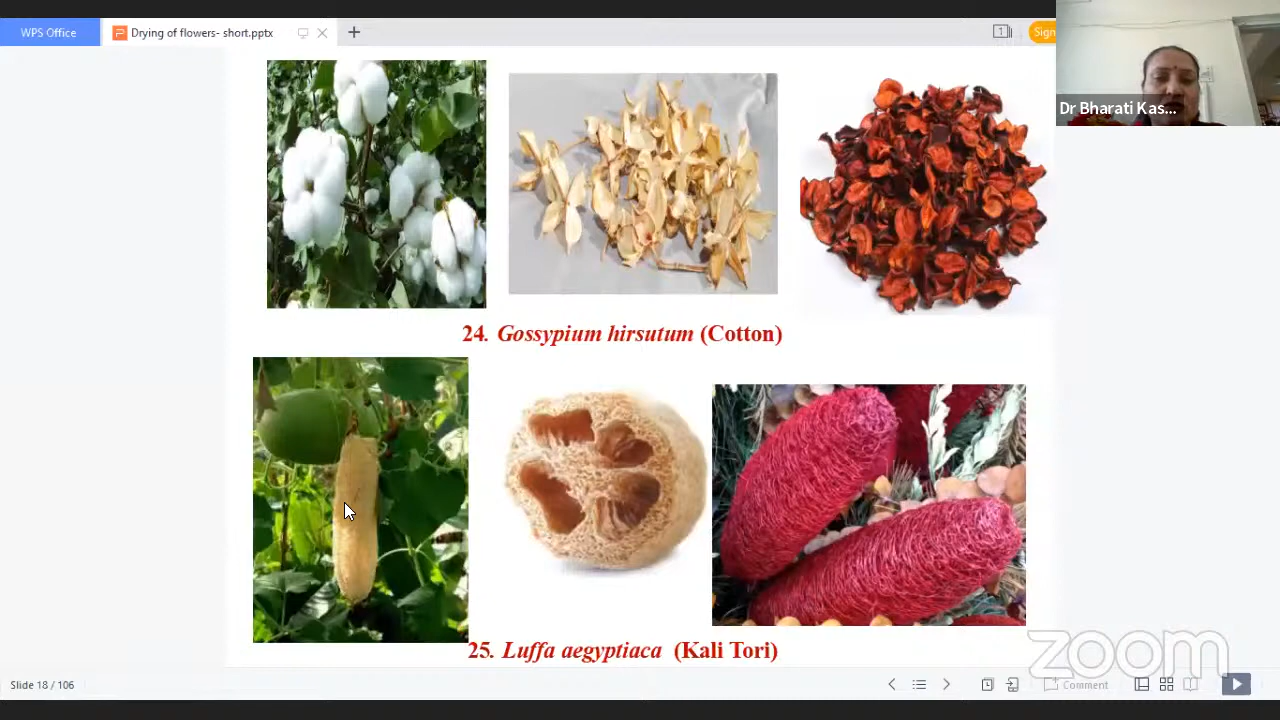 WPS Office
Drying of flowers- short.pptx
1
Sign
Dr Bharati Kas...
24. Gossypium hirsutum (Cotton)
25. Luffa aegyptiaca (Kali Tori)
zoom
Slide 18 / 106
Comment